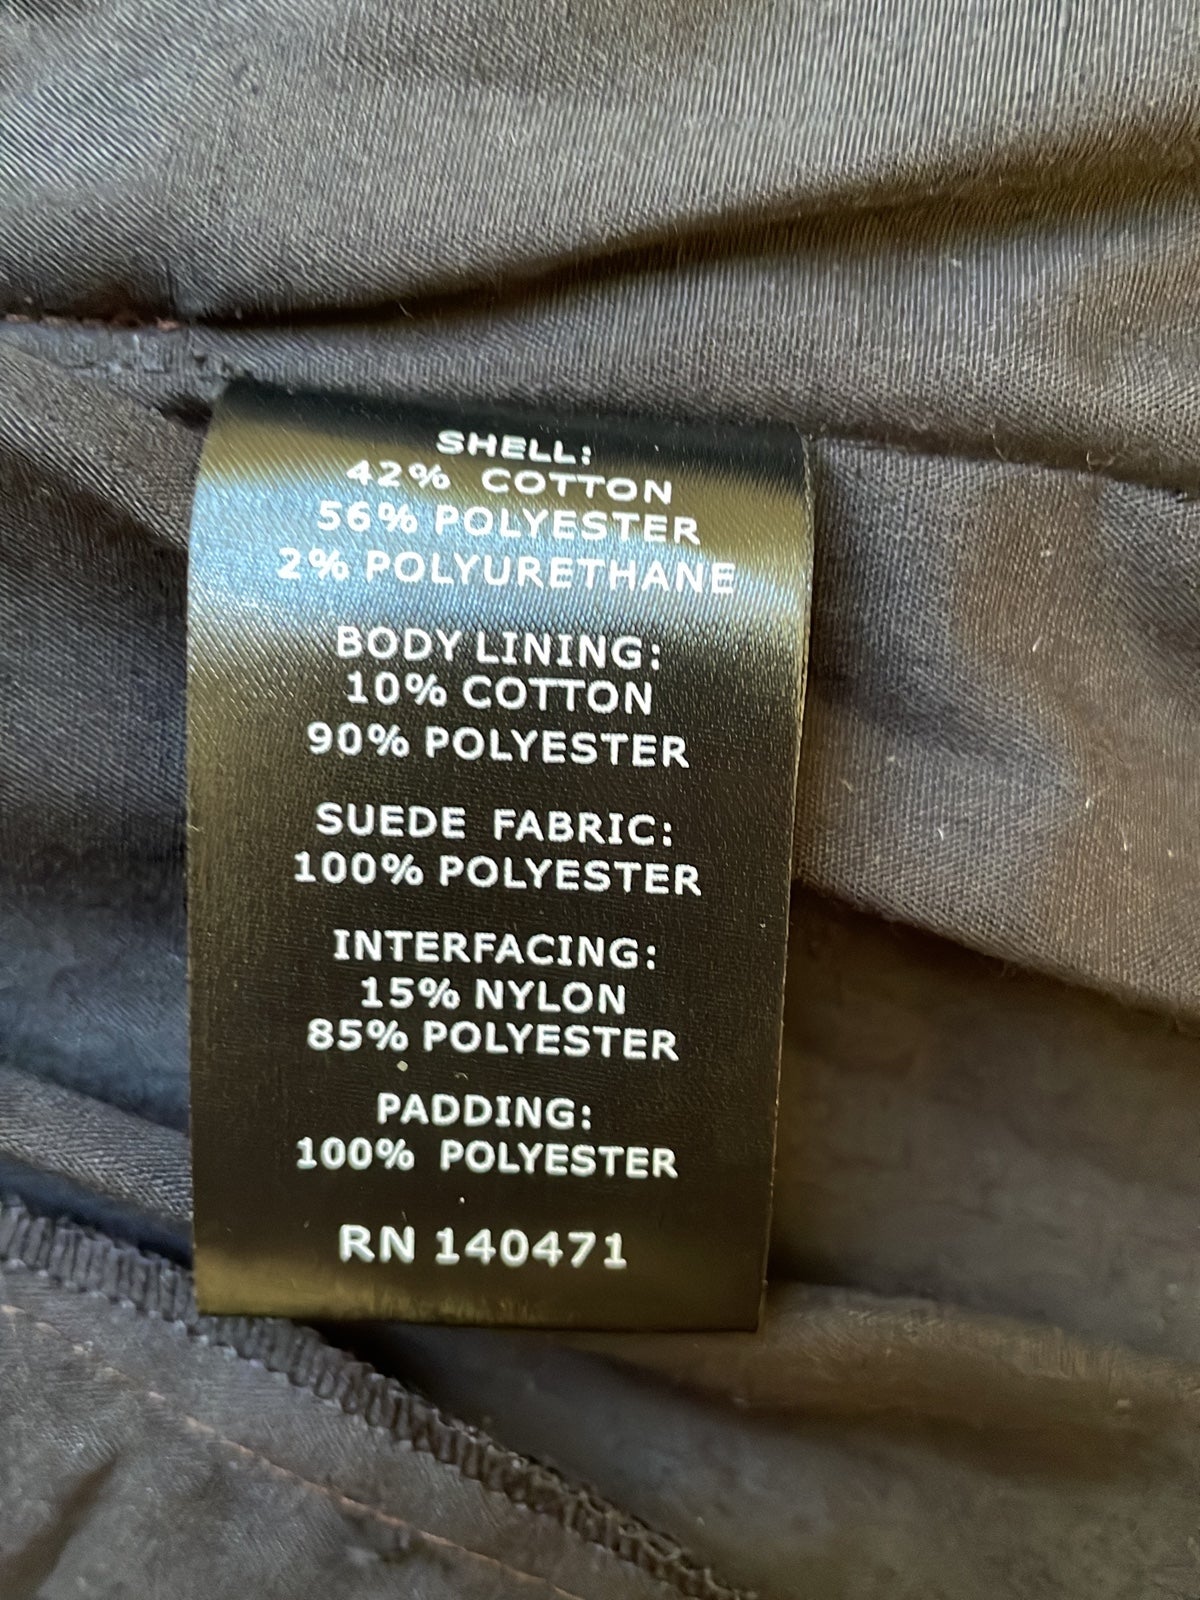 SHELL:
42% COTTON
56% POLYESTER
2% POLYURETHANE
BODY LINING:
10% COTTON
90% POLYESTER
SUEDE FABRIC:
100% POLYESTER
INTERFACING:
15% NYLON
85% POLYESTER
PADDING:
100% POLYESTER
RN 140471